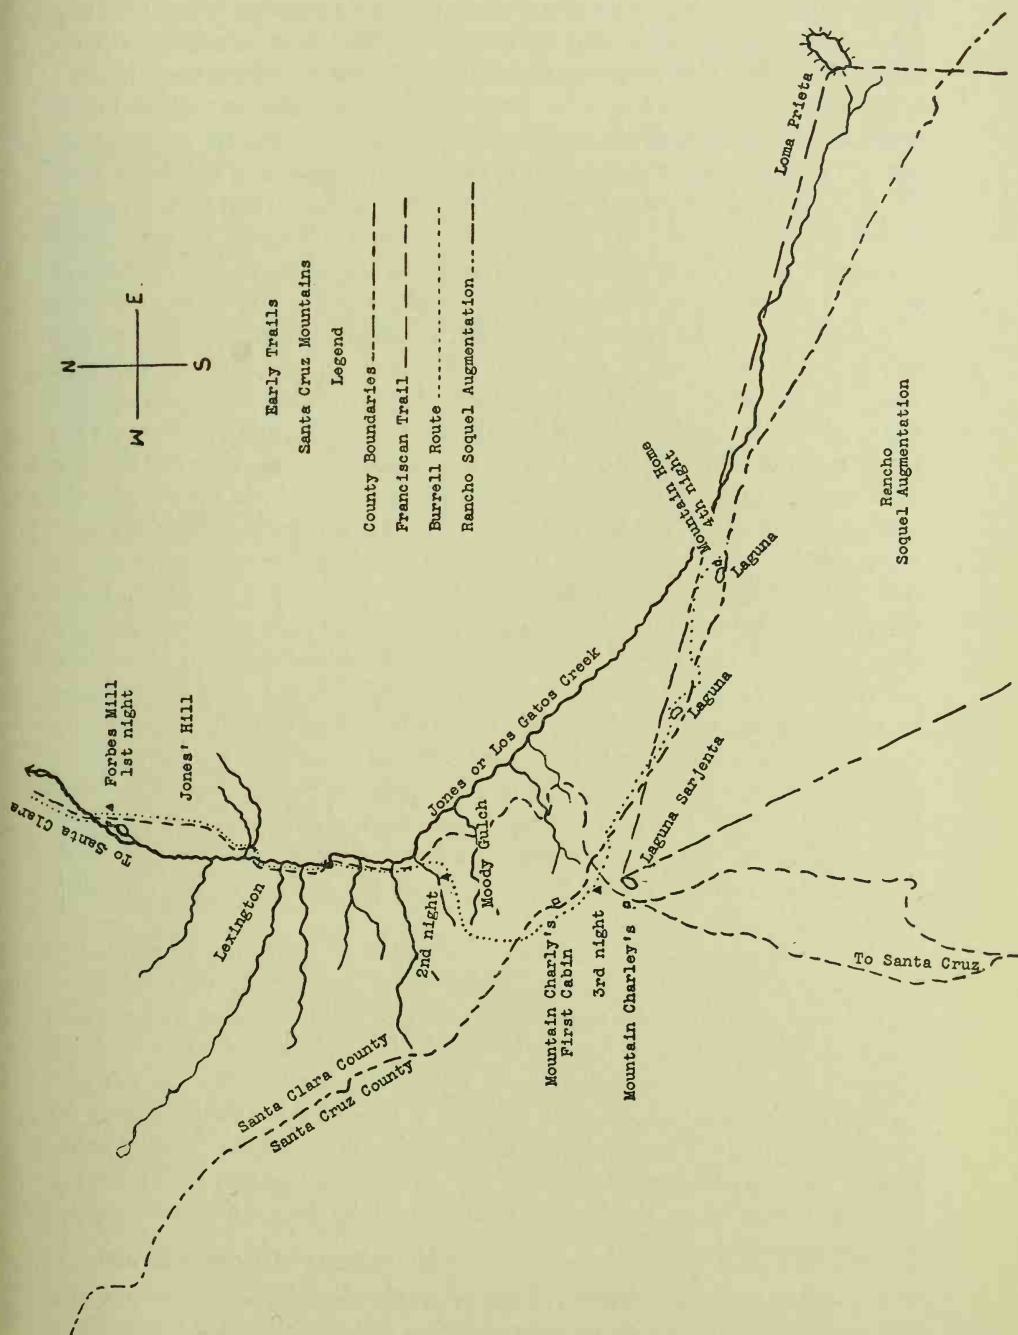 N
W
E.
S
Early Trails
Santa Cruz Mountains
Legend
County Boundaries
Franciscan Trail
Burrell Route
Rancho Soquel Augmentation
To Santa Clara
Forbes Mill
1st night
Jones' Hill
Lexington
Jones or Los Gatos Creek
2nd night
Moody Gulch
Santa Clara County
Santa Cruz County
Mountain Charly's
First Cabin
3rd night
Mountain Charley's
Laguna Sarjenta
Laguna
Laguna
Mountain Home
4th night
Loma Prieta
Rancho
Soquel Augmentation
To Santa Cruz